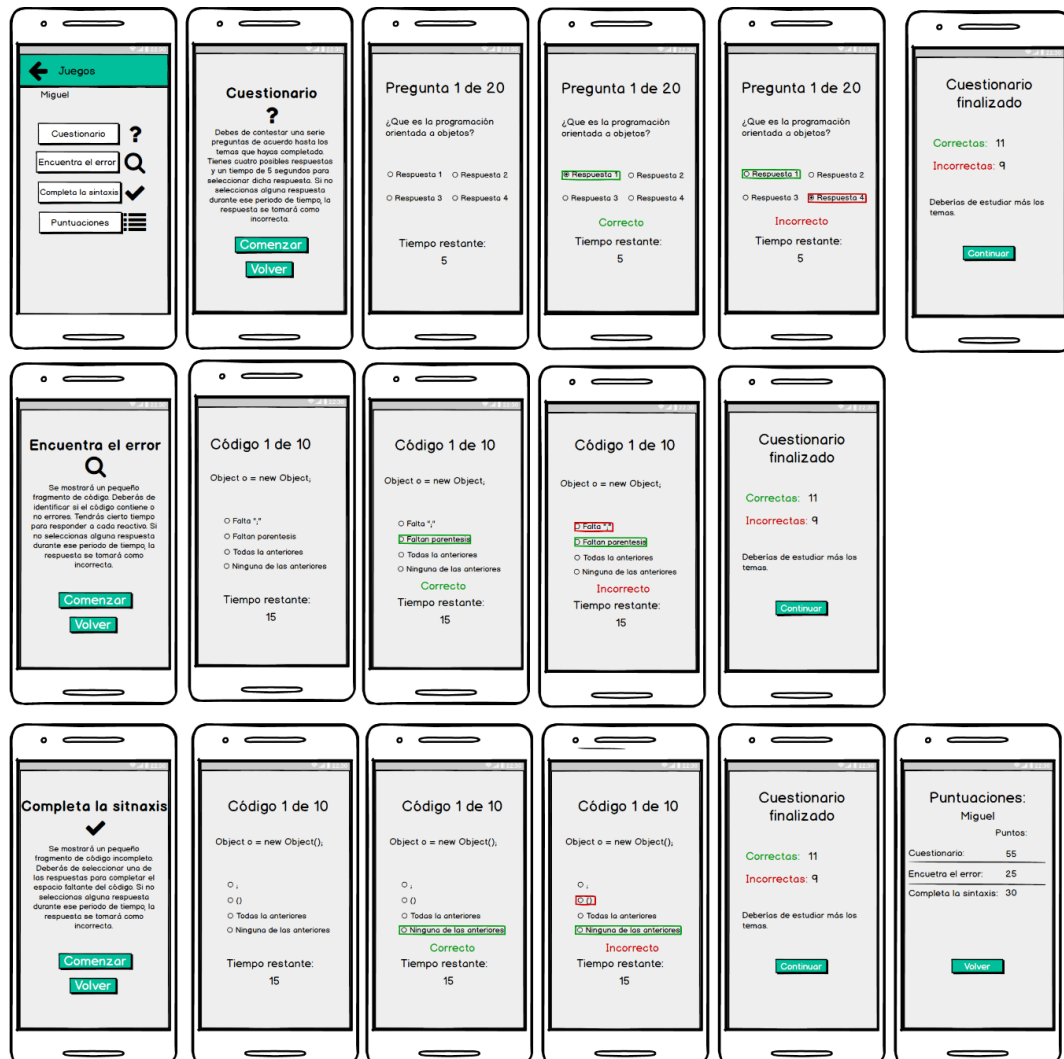 Juegos
Miguel
Cuestionario
Encuentra el error
Completa la sintaxis
Puntuaciones
Cuestionario
?
Debes de contestar una serie
preguntas de acuerdo hasta los
temas que hayas completado.
Tienes cuatro posibles respuestas
y un tiempo de 5 segundos para
seleccionar dicha respuesta. Si no
seleccionas alguna respuesta
durante ese periodo de tiempo, la
respuesta se tomará como
incorrecta.
Comenzar
Volver
Pregunta 1 de 20
¿Que es la programación
orientada a objetos?
Respuesta 1 Respuesta 2
Respuesta 3 Respuesta 4
Tiempo restante:
5
Pregunta 1 de 20
¿Que es la programación
orientada a objetos?
Respuesta 1 Respuesta 2
Respuesta 3 Respuesta 4
Correcto
Tiempo restante:
5
Pregunta 1 de 20
¿Que es la programación
orientada a objetos?
Respuesta 1 Respuesta 2
Respuesta 3 Respuesta 4
Incorrecto
Tiempo restante:
5
Cuestionario
finalizado
Correctas: 11
Incorrectas: 9
Deberías de estudiar más los
temas.
Continuar
Encuentra el error
Se mostrará un pequeño
fragmento de código. Deberás de
identificar si el código contiene o
no errores. Tendrás cierto tiempo
para responder a cada reactivo. Si
no seleccionas alguna respuesta
durante ese periodo de tiempo, la
respuesta se tomará como
incorrecta.
Comenzar
Volver
Código 1 de 10
Object o = new Object;
Falta ";"
Faltan parentesis
Todas la anteriores
Ninguna de las anteriores
Tiempo restante:
15
Código 1 de 10
Object o = new Object;
Falta ";"
Faltan parentesis
Todas la anteriores
Ninguna de las anteriores
Correcto
Tiempo restante:
15
Código 1 de 10
Object o = new Object;
Falta ";"
Faltan parentesis
Todas la anteriores
Ninguna de las anteriores
Incorrecto
Tiempo restante:
15
Cuestionario
finalizado
Correctas: 11
Incorrectas: 9
Deberías de estudiar más los
temas.
Continuar
Completa la sitnaxis
Se mostrará un pequeño
fragmento de código incompleto.
Deberás de seleccionar una de
las respuestas para completar el
espacio faltante del código. Si no
seleccionas alguna respuesta
durante ese periodo de tiempo, la
respuesta se tomará como
incorrecta.
Comenzar
Volver
Código 1 de 10
Object o = new Object();
;
()
Todas la anteriores
Ninguna de las anteriores
Tiempo restante:
15
Código 1 de 10
Object o = new Object();
;
()
Todas la anteriores
Ninguna de las anteriores
Correcto
Tiempo restante:
15
Código 1 de 10
Object o = new Object();
;
()
Todas la anteriores
Ninguna de las anteriores
Incorrecto
Tiempo restante:
15
Cuestionario
finalizado
Correctas: 11
Incorrectas: 9
Deberías de estudiar más los
temas.
Continuar
Puntuaciones:
Miguel
Puntos:
Cuestionario: 55
Encuetra el error: 25
Completa la sintaxis: 30
Volver